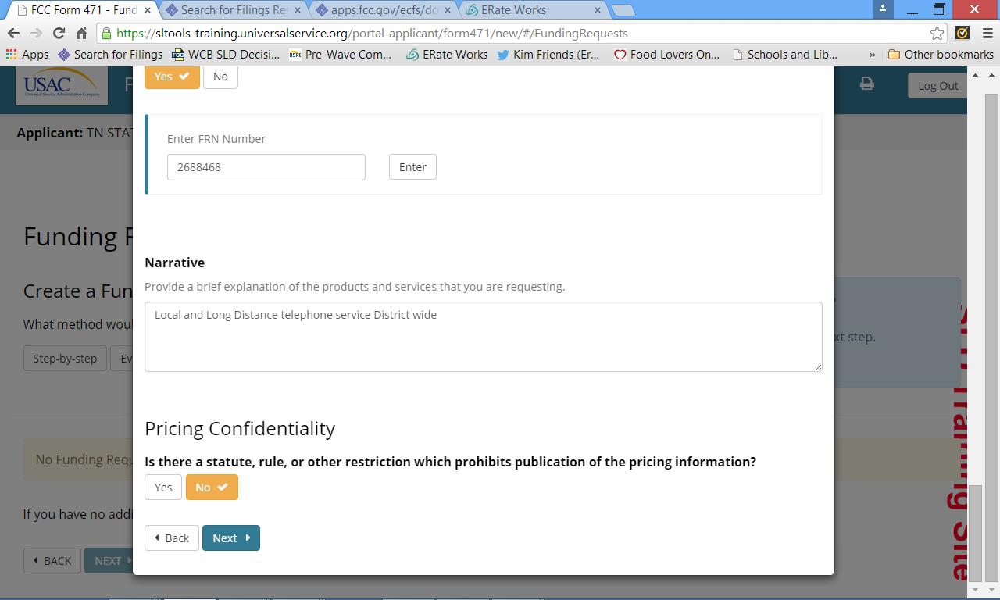 FCC Form 471 - Fund
Search for Filings Res
apps.fcc.gov/ecfs/do
ERate Works
https://sltools-training.universalservice.org/portal-applicant/form471/new/#/FundingRequests
Apps Search for Filings WCB SLD Decisi... Pre-Wave Com... ERate Works Kim Friends (Er... Food Lovers On... Schools and Lib... » Other bookmarks
USAC
Universal Service Administrative Company
F
Log Out
Yes No
Applicant: TN STAT
Enter FRN Number
2688468 Enter
Funding
Narrative
Provide a brief explanation of the products and services that you are requesting.
Create a Fun
Local and Long Distance telephone service District wide
What method woul
xt step.
Step-by-step Ev
Pricing Confidentiality
No Funding Requ
Is there a statute, rule, or other restriction which prohibits publication of the pricing information?
Yes No
If you have no addi
Back Next
BACK NEXT
Training Site